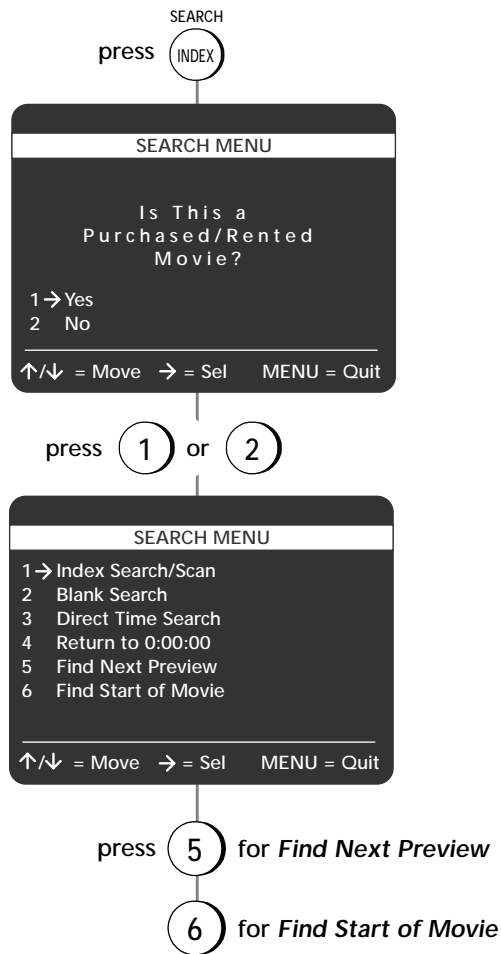 SEARCH
press INDEX
SEARCH MENU
Is This a
Purchased/Rented
Movie?
1→Yes
2 No
↑/↓ = Move → = Sel MENU = Quit
press 1 or 2
SEARCH MENU
1→Index Search/Scan
2 Blank Search
3 Direct Time Search
4 Return to 0:00:00
5 Find Next Preview
6 Find Start of Movie
↑/↓ = Move → = Sel MENU = Quit
press 5 for Find Next Preview
6 for Find Start of Movie